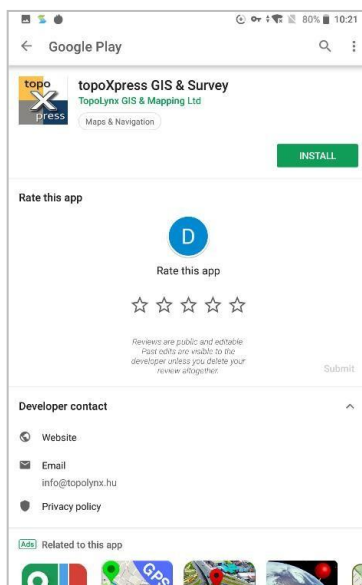 80% 10:21
Google Play
topo
X
press
topoXpress GIS & Survey
TopoLynx GIS & Mapping Ltd
Maps & Navigation
INSTALL
Rate this app
D
Rate this app
Reviews are public and editable
Past edits are visible to the
developer unless you delete your
review altogether.
Submit
Developer contact
Website
Email
info@topolynx.hu
Privacy policy
Ads Related to this app
GPS